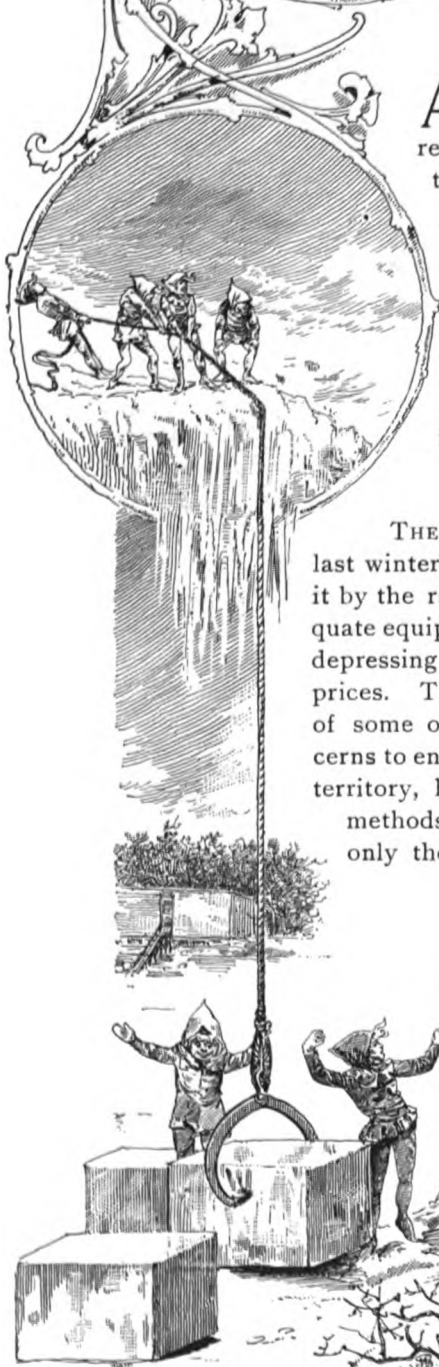 A
re
t
THE
last winter
it by the r
quate equip
depressing
prices. T
of some o
cerns to en
territory,
methods
only the